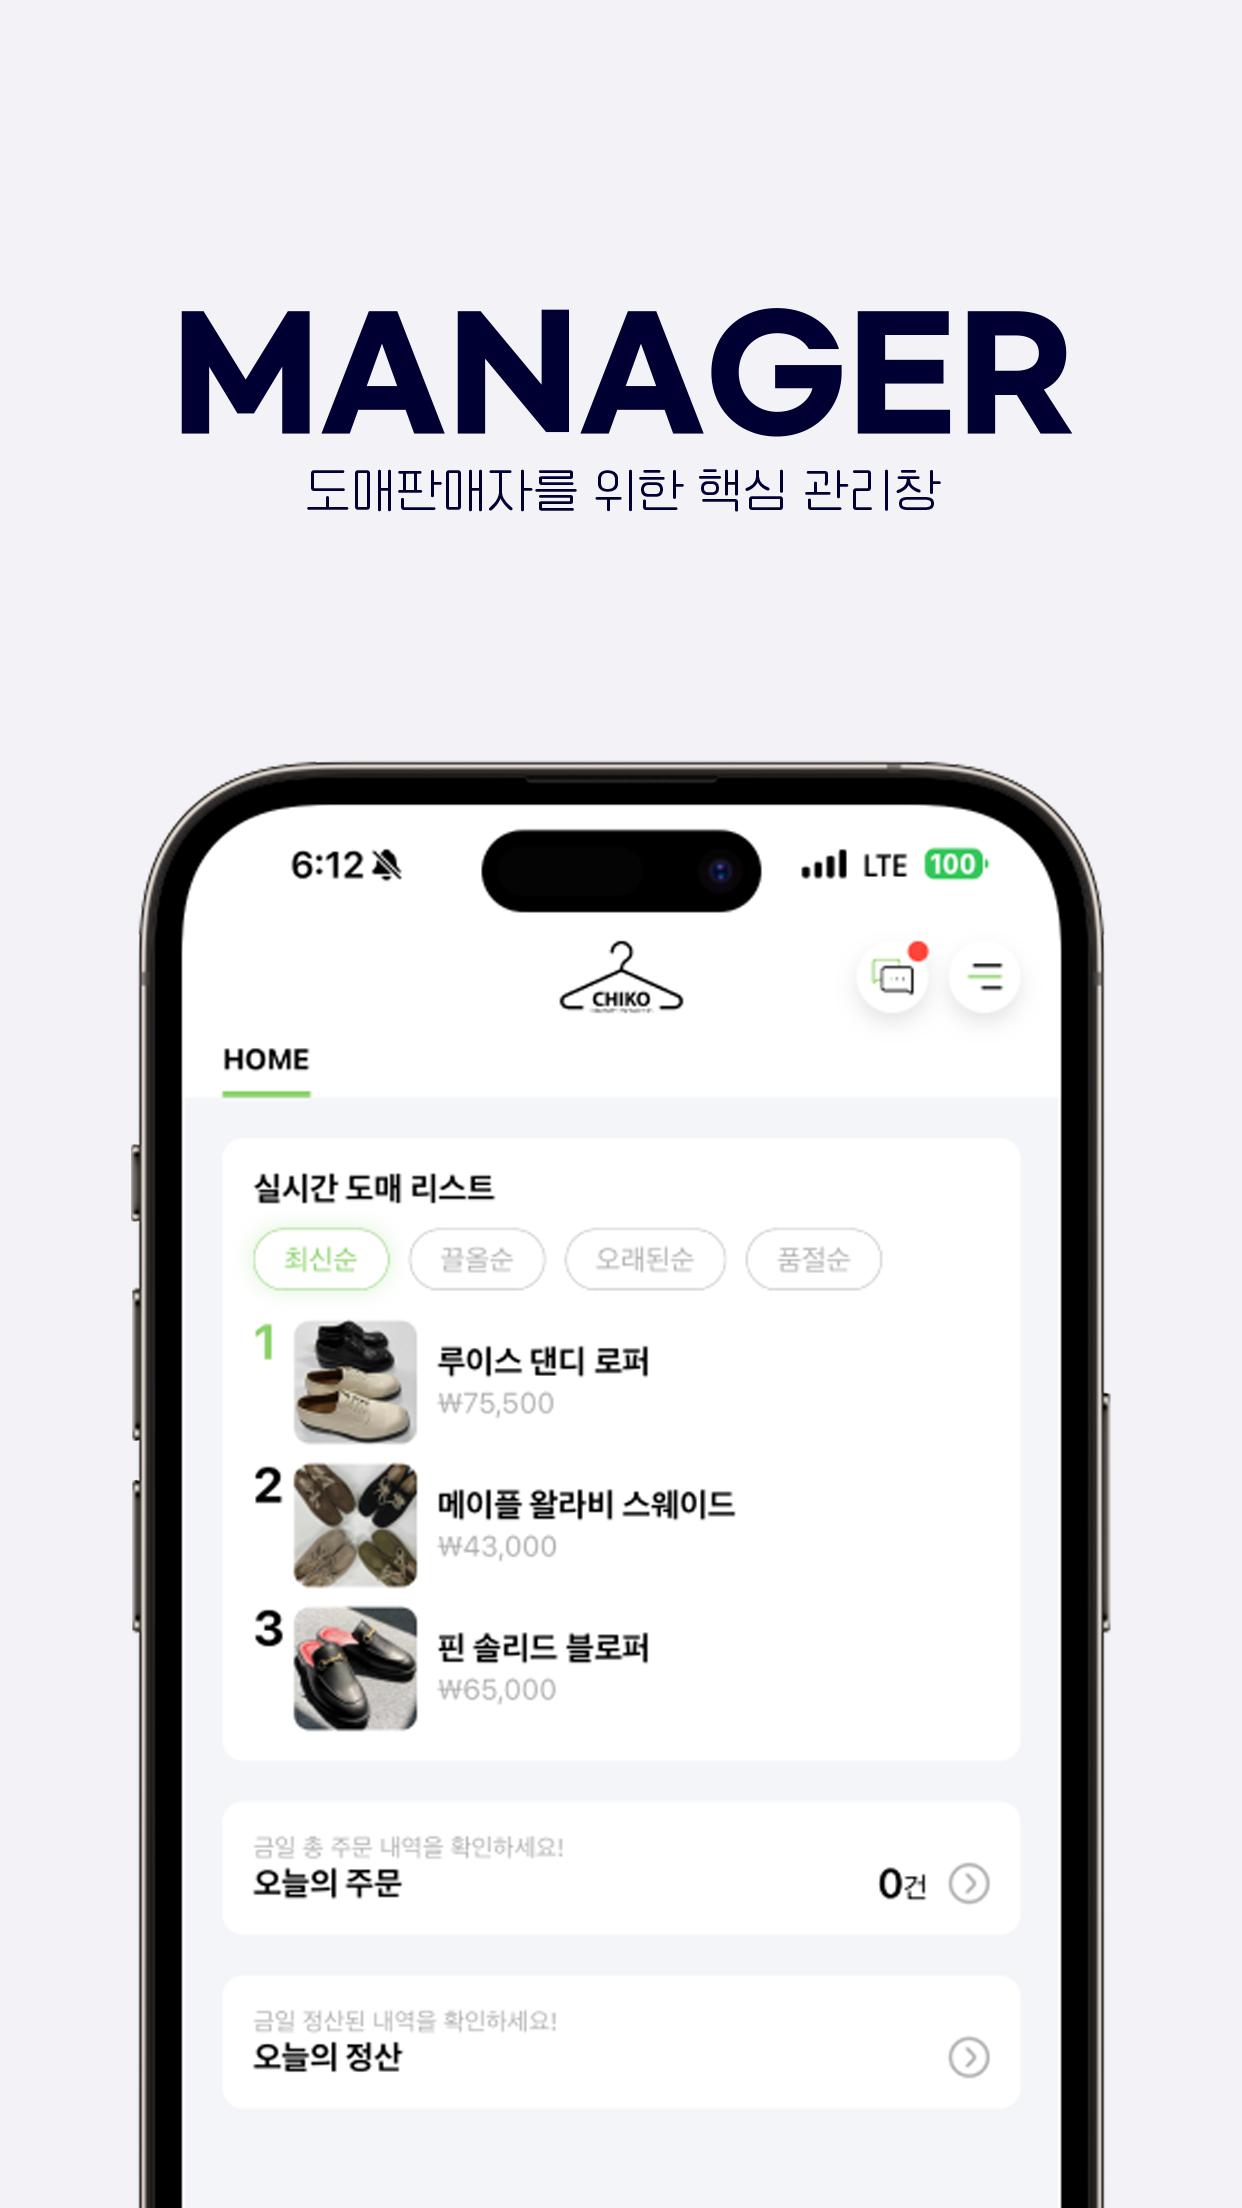 MANAGER
도매판매자를 위한 핵심 관리창
6:12 LTE 100
CHIKO
HOME
실시간 도매 리스트
최신순 끌올순 오래된순 품절순
1 루이스 댄디 로퍼
₩75,500
2 메이플 왈라비 스웨이드
₩43,000
3 핀 솔리드 블로퍼
₩65,000
금일 총 주문 내역을 확인하세요!
오늘의 주문 0건
금일 정산된 내역을 확인하세요!
오늘의 정산